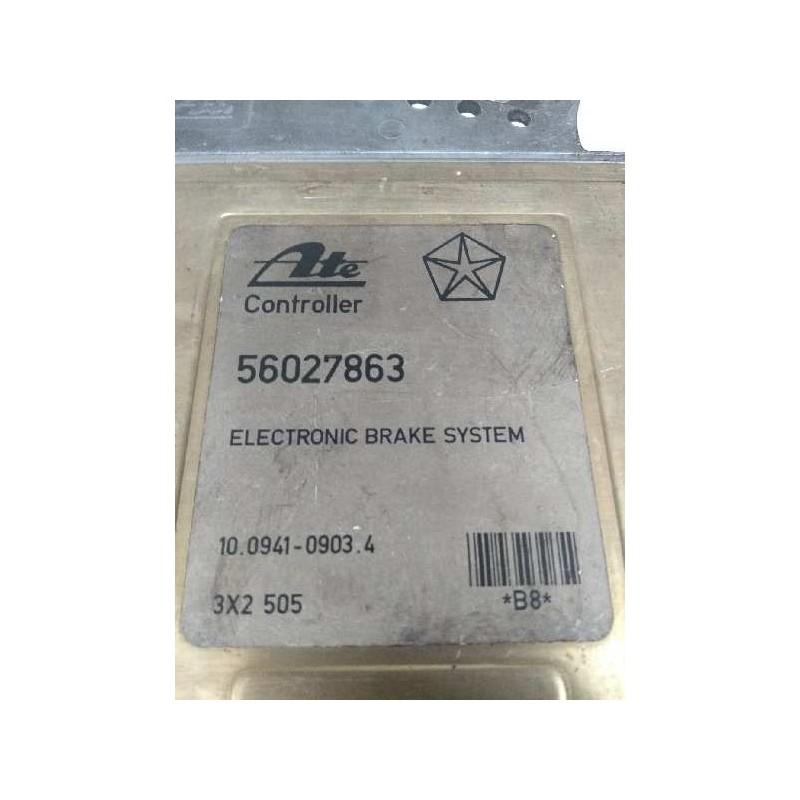 Ate
Controller
56027863
ELECTRONIC BRAKE SYSTEM
10.0941-0903.4
3X2 505
*B8*